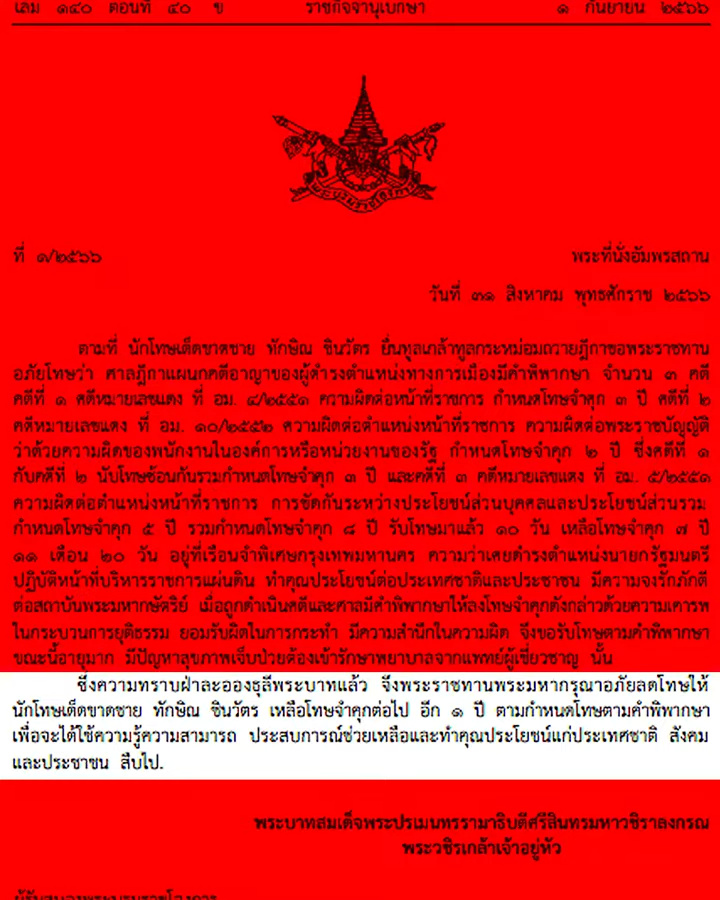 เล่ม ๑๔๐ ตอนที่ ๔๐ ข ราชกิจจานุเบกษา ๑ กันยายน ๒๕๖๖
ที่ ๑/๒๕๖๖ พระที่นั่งอัมพรสถาน
วันที่ ๓๑ สิงหาคม พุทธศักราช ๒๕๖๖
ตามที่ นักโทษเด็ดขาดชาย ทักษิณ ชินวัตร ยื่นทูลเกล้าทูลกระหม่อมถวายฎีกาขอพระราชทาน
อภัยโทษว่า ศาลฎีกาแผนกคดีอาญาของผู้ดำรงตำแหน่งทางการเมืองมีคำพิพากษา จำนวน ๓ คดี
คดีที่ ๑ คดีหมายเลขแดง ที่ อม. ๔/๒๕๕๑ ความผิดต่อหน้าที่ราชการ กำหนดโทษจำคุก ๓ ปี คดีที่ ๒
คดีหมายเลขแดง ที่ อม. ๑๐/๒๕๕๒ ความผิดต่อตำแหน่งหน้าที่ราชการ ความผิดต่อพระราชบัญญัติ
ว่าด้วยความผิดของพนักงานในองค์การหรือหน่วยงานของรัฐ กำหนดโทษจำคุก ๒ ปี ซึ่งคดีที่ ๑
กับคดีที่ ๒ นับโทษซ้อนกันรวมกำหนดโทษจำคุก ๓ ปี และคดีที่ ๓ คดีหมายเลขแดง ที่ อม. ๕/๒๕๕๑
ความผิดต่อตำแหน่งหน้าที่ราชการ การขัดกันระหว่างประโยชน์ส่วนบุคคลและประโยชน์ส่วนรวม
กำหนดโทษจำคุก ๕ ปี รวมกำหนดโทษจำคุก ๘ ปี รับโทษมาแล้ว ๑๐ วัน เหลือโทษจำคุก ๗ ปี
๑๑ เดือน ๒๐ วัน อยู่ที่เรือนจำพิเศษกรุงเทพมหานคร ความว่าเคยดำรงตำแหน่งนายกรัฐมนตรี
ปฏิบัติหน้าที่บริหารราชการแผ่นดิน ทำคุณประโยชน์ต่อประเทศชาติและประชาชน มีความจงรักภักดี
ต่อสถาบันพระมหากษัตริย์ เมื่อถูกดำเนินคดีและศาลมีคำพิพากษาให้ลงโทษจำคุกดังกล่าวด้วยความเคารพ
ในกระบวนการยุติธรรม ยอมรับผิดในการกระทำ มีความสำนึกในความผิด จึงขอรับโทษตามคำพิพากษา
ขณะนี้อายุมาก มีปัญหาสุขภาพเจ็บป่วยต้องเข้ารักษาพยาบาลจากแพทย์ผู้เชี่ยวชาญ นั้น
ซึ่งความทราบฝ่าละอองธุลีพระบาทแล้ว จึงพระราชทานพระมหากรุณาอภัยลดโทษให้
นักโทษเด็ดขาดชาย ทักษิณ ชินวัตร เหลือโทษจำคุกต่อไป อีก ๑ ปี ตามกำหนดโทษตามคำพิพากษา
เพื่อจะได้ใช้ความรู้ความสามารถ ประสบการณ์ช่วยเหลือและทำคุณประโยชน์แก่ประเทศชาติ สังคม
และประชาชน สืบไป.
พระบาทสมเด็จพระปรเมนทรรามาธิบดีศรีสินทรมหาวชิราลงกรณ
พระวชิรเกล้าเจ้าอยู่หัว
ผู้รับสนองพระบรมราชโองการ